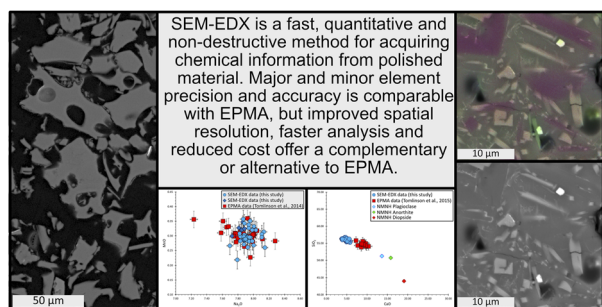 SEM-EDX is a fast, quantitative and
non-destructive method for acquiring
chemical information from polished
material. Major and minor element
precision and accuracy is comparable
with EPMA, but improved spatial
resolution, faster analysis and
reduced cost offer a complementary
or alternative to EPMA.
50 μm
10 μm
10 μm
SEM-EDX data (this study)
SEM-EDX data (this study)
EPMA data (Tomlinson et al., 2014)
MgO
Na₂O
SEM-EDX data (this study)
EPMA data (Tomlinson et al., 2015)
NMNH Plagioclase
NMNH Anorthite
NMNH Diopside
SiO₂
CaO